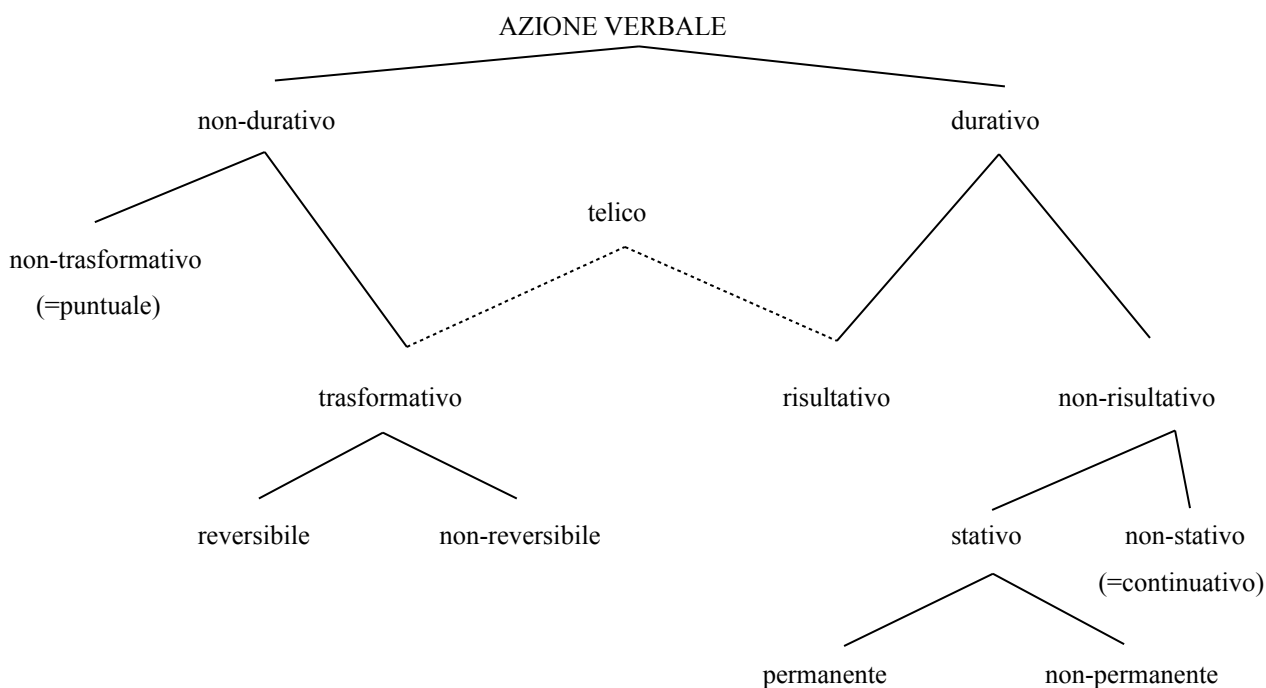 AZIONE VERBALE
non-durativo
durativo
telico
non-trasformativo
(=puntuale)
trasformativo
risultativo
non-risultativo
reversibile
non-reversibile
stativo
non-stativo
(=continuativo)
permanente
non-permanente